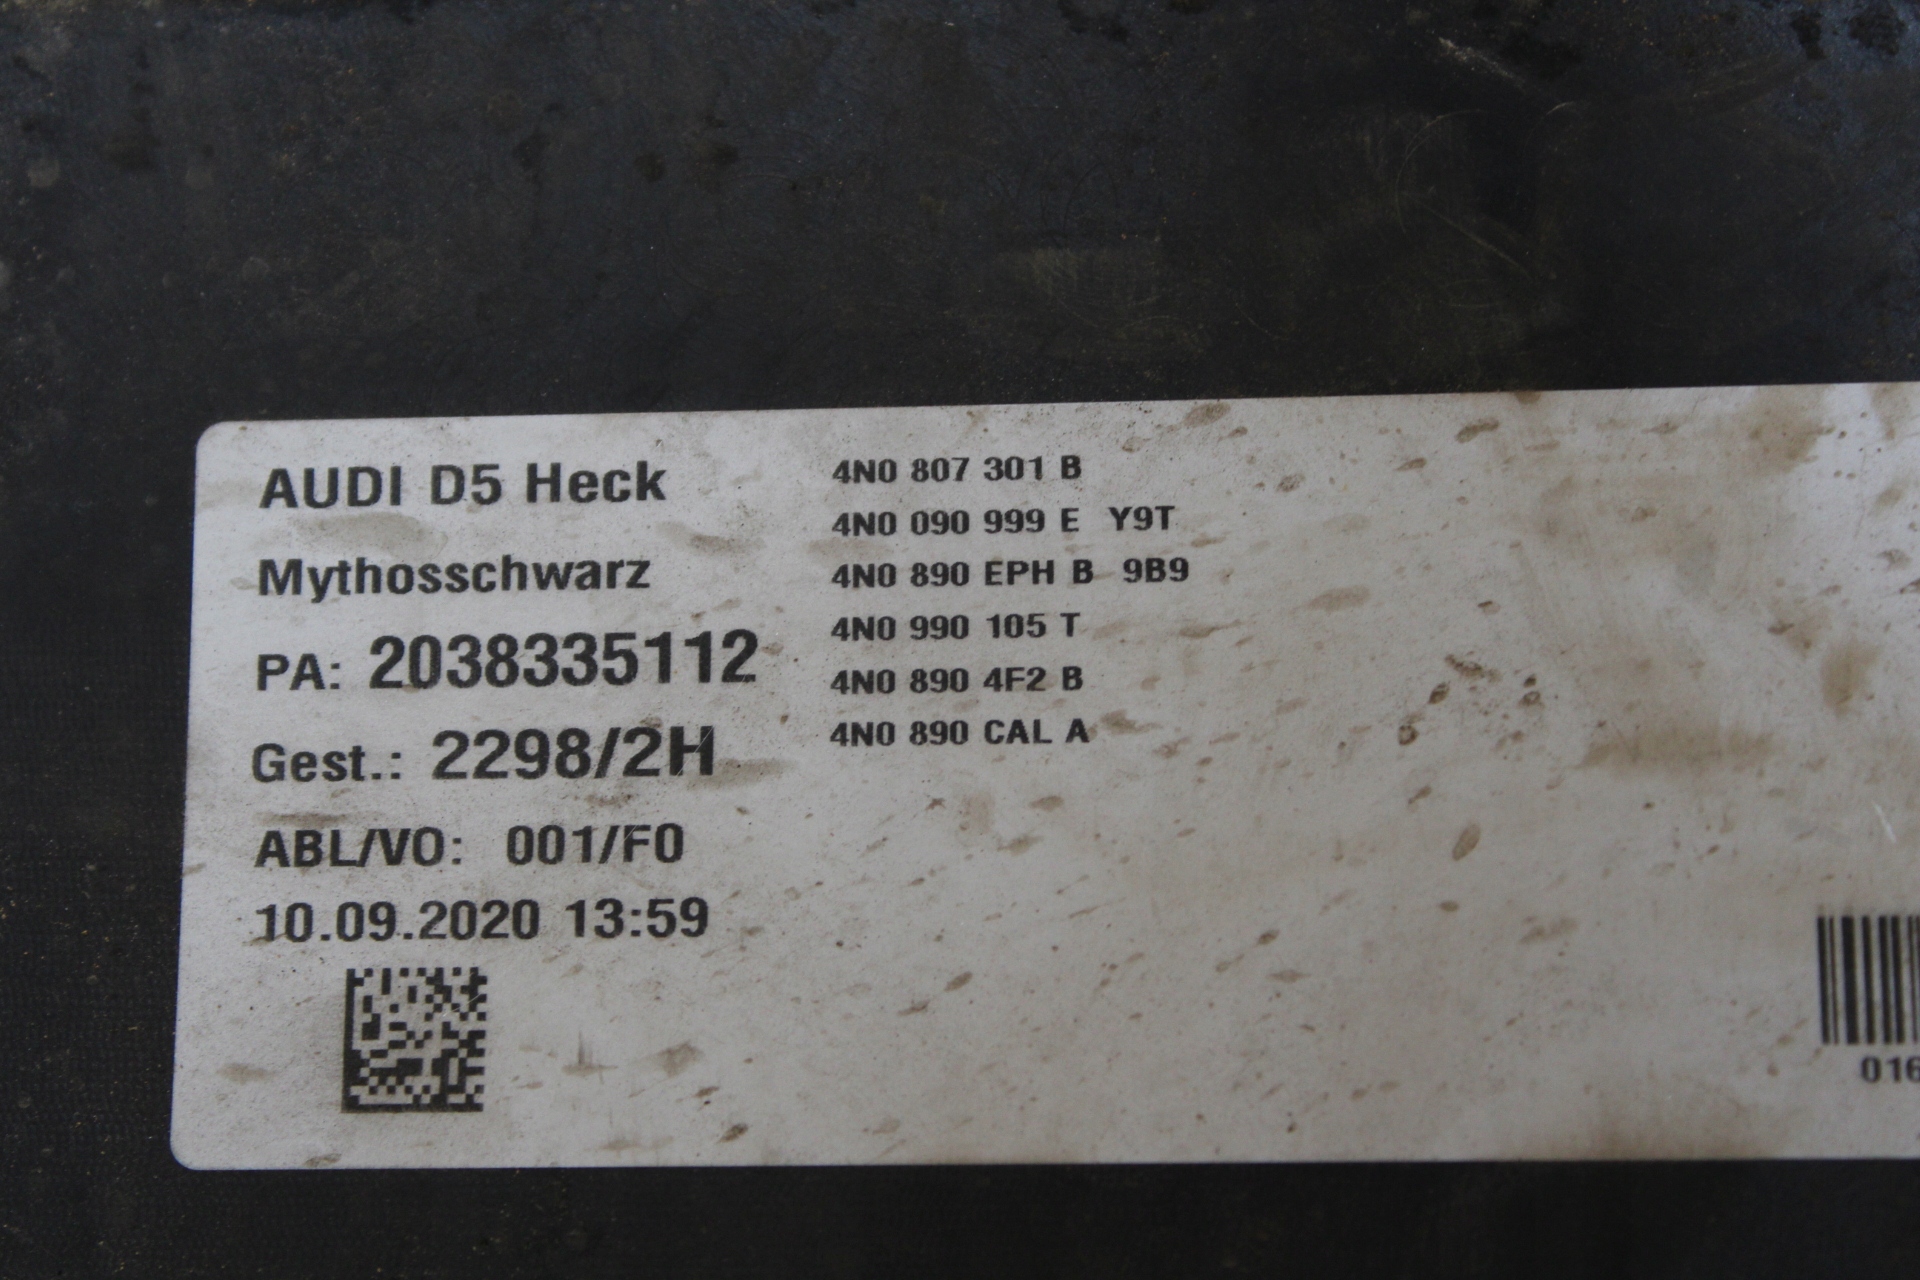 AUDI D5 Heck
Mythosschwarz
PA: 2038335112
Gest.: 2298/2H
ABL/VO: 001/F0
10.09.2020 13:59
4N0 807 301 B
4N0 090 999 E Y9T
4N0 890 EPH B 9B9
4N0 990 105 T
4N0 890 4F2 B
4N0 890 CAL A
016